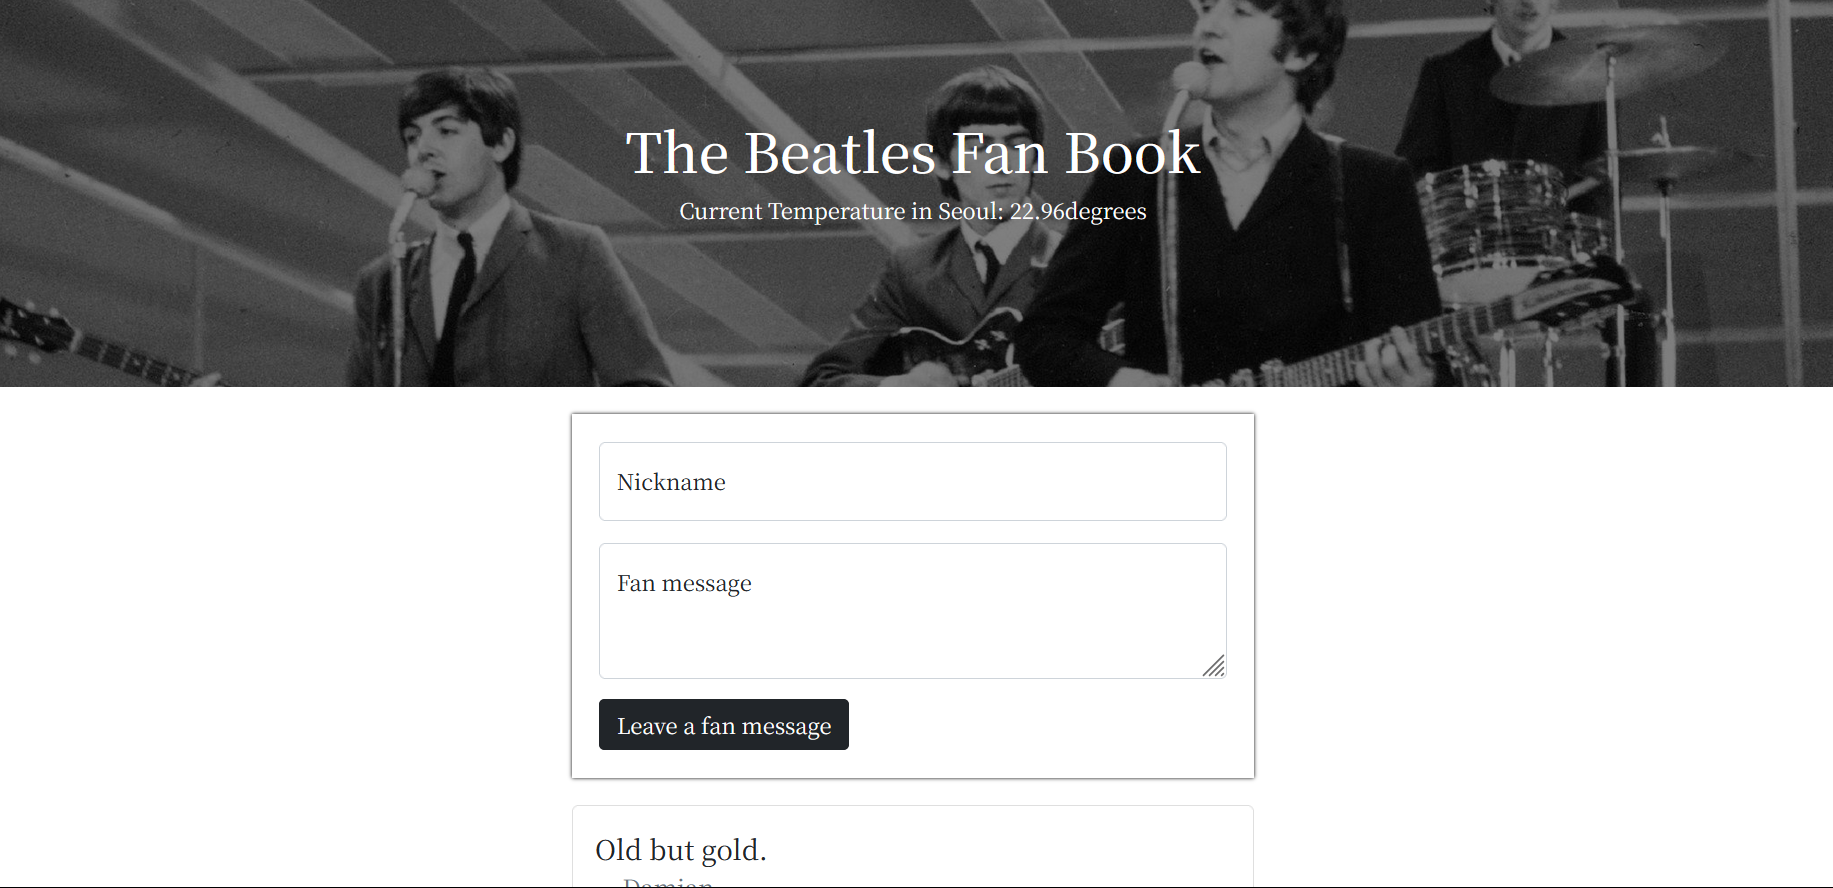 The Beatles Fan Book
Current Temperature in Seoul: 22.96degrees
Nickname
Fan message
Leave a fan message
Old but gold.